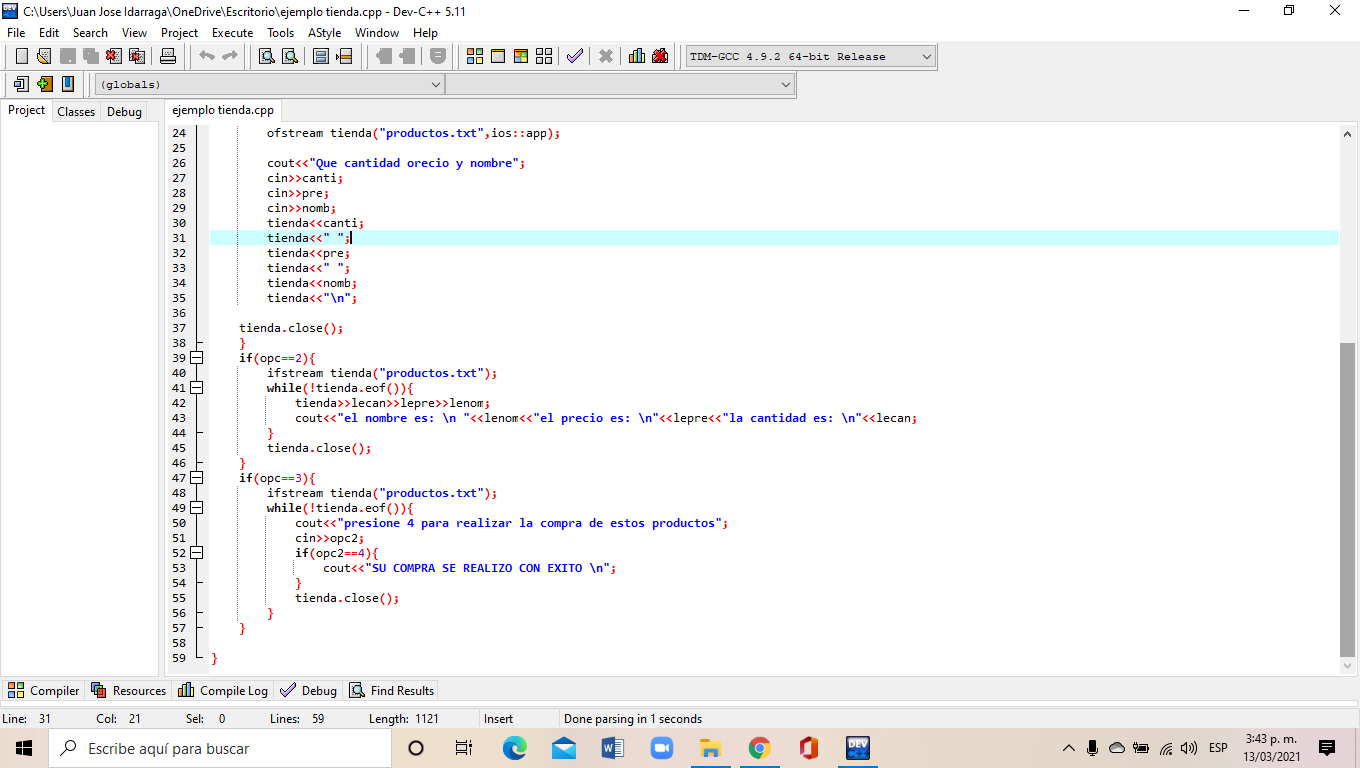 C:\Users\Juan Jose Idarraga\OneDrive\Escritorio\ejemplo tienda.cpp - Dev-C++ 5.11
File Edit Search View Project Execute Tools AStyle Window Help
TDM-GCC 4.9.2 64-bit Release
(globals)
Project Classes Debug
ejemplo tienda.cpp
24 ofstream tienda("productos.txt",ios::app);
25
26 cout<<"Que cantidad orecio y nombre";
27 cin>>canti;
28 cin>>pre;
29 cin>>nomb;
30 tienda<<canti;
31 tienda<<" ";
32 tienda<<pre;
33 tienda<<" ";
34 tienda<<nomb;
35 tienda<<"\n";
36
37 tienda.close();
38 }
39 if(opc==2){
40 ifstream tienda("productos.txt");
41 while(!tienda.eof()){
42 tienda>>lecan>>lepre>>lenom;
43 cout<<"el nombre es: \n "<<lenom<<"el precio es: \n"<<lepre<<"la cantidad es: \n"<<lecan;
44 }
45 tienda.close();
46 }
47 if(opc==3){
48 ifstream tienda("productos.txt");
49 while(!tienda.eof()){
50 cout<<"presione 4 para realizar la compra de estos productos";
51 cin>>opc2;
52 if(opc2==4){
53 cout<<"SU COMPRA SE REALIZO CON EXITO \n";
54 }
55 tienda.close();
56 }
57 }
58
59 }
Compiler Resources Compile Log Debug Find Results
Line: 31 Col: 21 Sel: 0 Lines: 59 Length: 1121 Insert Done parsing in 1 seconds
Escribe aquí para buscar
ESP
3:43 p. m.
13/03/2021